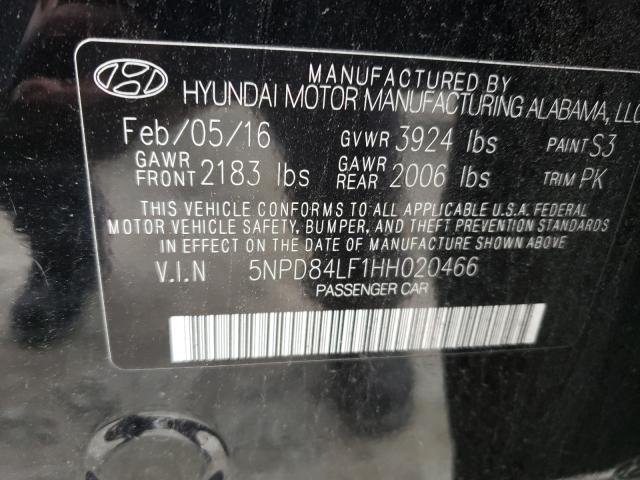 MANUFACTURED BY
HYUNDAI MOTOR MANUFACTURING ALABAMA, LLC
Feb/05/16 GVWR 3924 lbs PAINT S3
GAWR FRONT 2183 lbs GAWR REAR 2006 lbs TRIM PK
THIS VEHICLE CONFORMS TO ALL APPLICABLE U.S.A. FEDERAL
MOTOR VEHICLE SAFETY, BUMPER, AND THEFT PREVENTION STANDARDS
IN EFFECT ON THE DATE OF MANUFACTURE SHOWN ABOVE.
V.I.N 5NPD84LF1HH020466
PASSENGER CAR